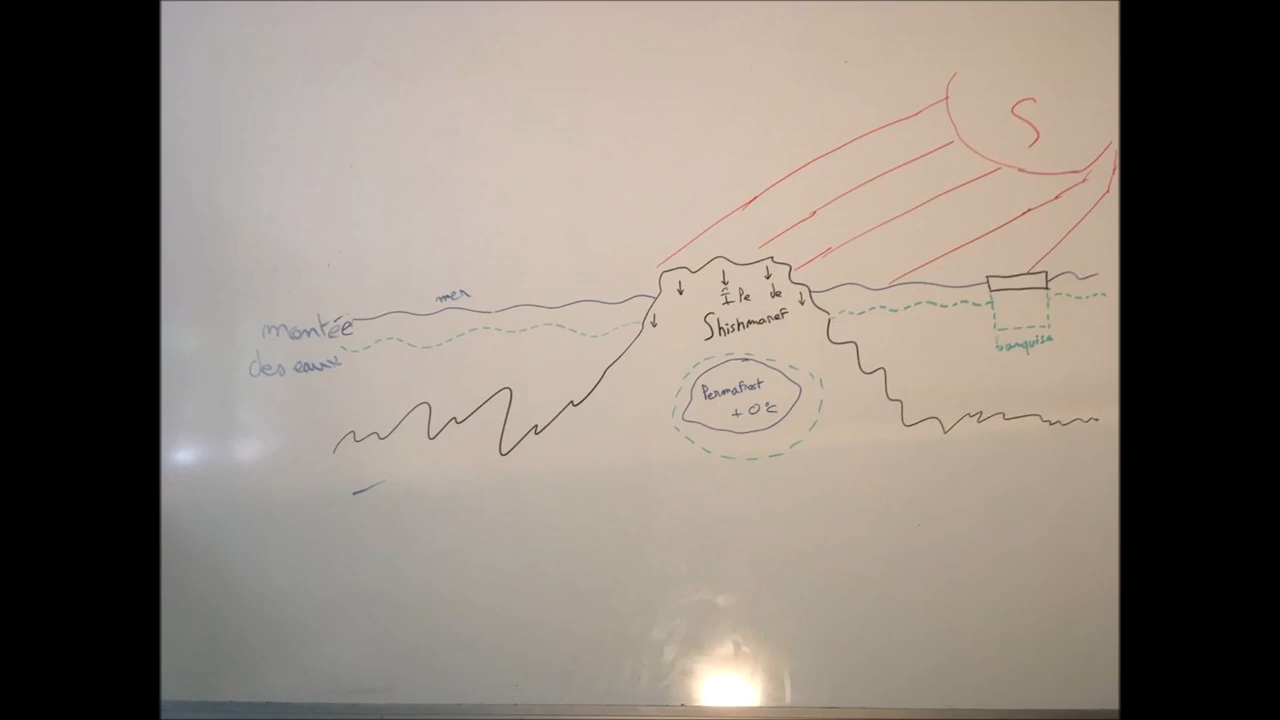 S
mer
montée
des eaux
Île de
Shishmaref
banquise
Permafrost
+0°C